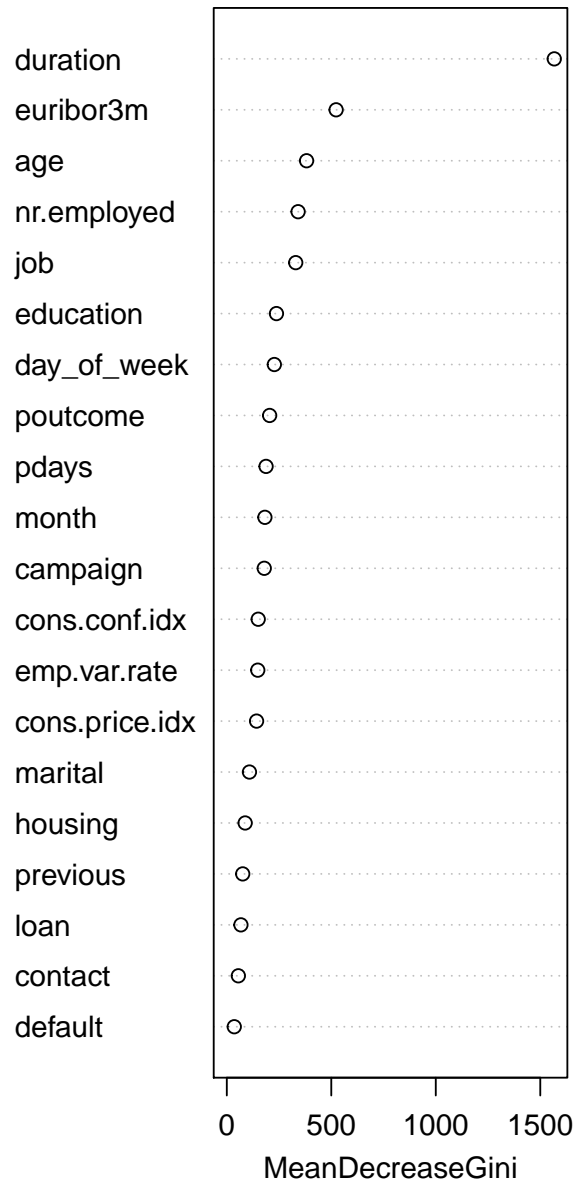 duration
euribor3m
age
nr.employed
job
education
day_of_week
poutcome
pdays
month
campaign
cons.conf.idx
emp.var.rate
cons.price.idx
marital
housing
previous
loan
contact
default
0 500 1000 1500
MeanDecreaseGini